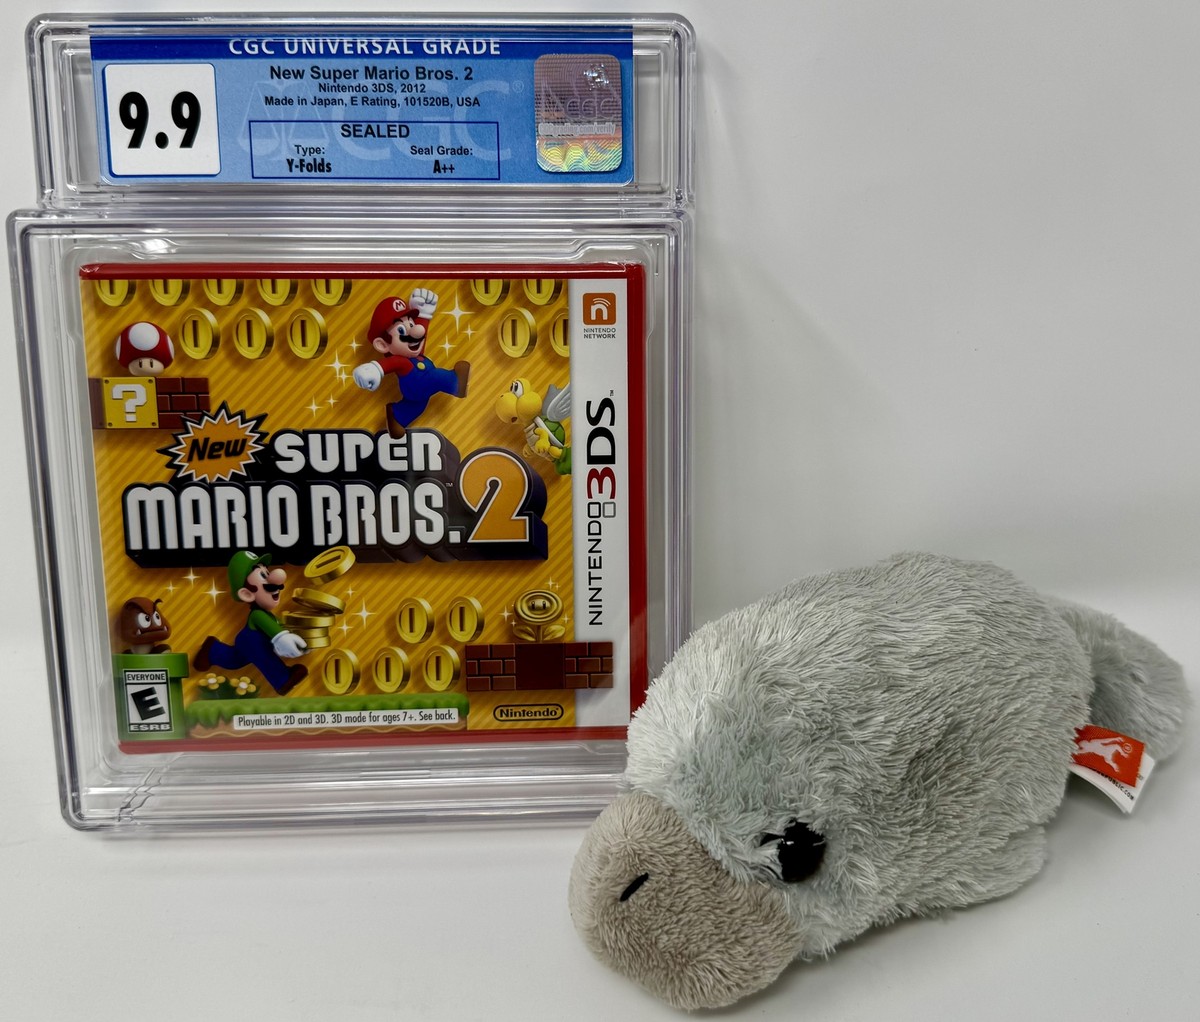 CGC UNIVERSAL GRADE
9.9
New Super Mario Bros. 2
Nintendo 3DS, 2012
Made in Japan, E Rating, 101520B, USA
SEALED
Type: Seal Grade:
Y-Folds A++
CGC
NINTENDO
NETWORK
?
M
New SUPER
MARIO BROS. 2
NINTENDO 3DS™
EVERYONE
E
ESRB
Playable in 2D and 3D. 3D mode for ages 7+. See back.
Nintendo®